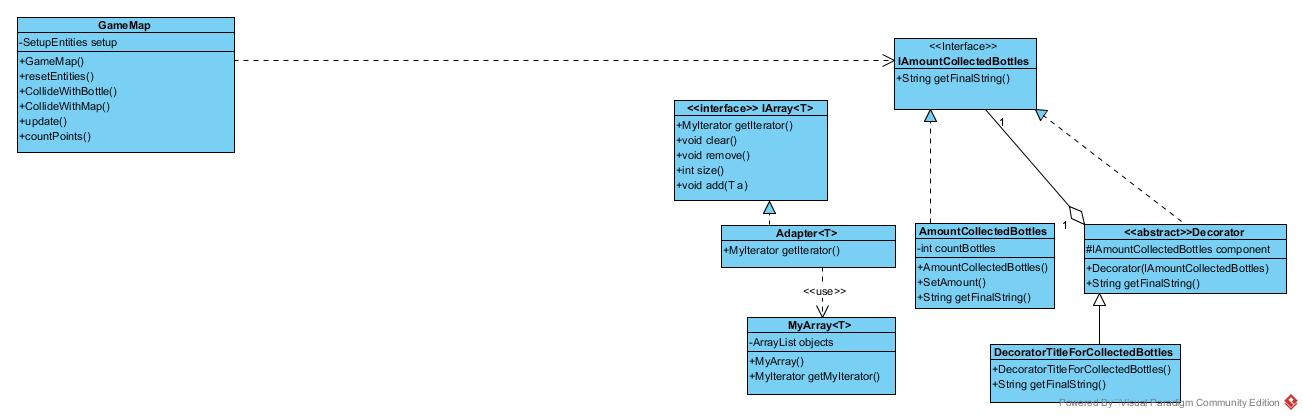 GameMap
-SetupEntities setup
+GameMap()
+resetEntities()
+CollideWithBottle()
+CollideWithMap()
+update()
+countPoints()
<<Interface>>
IAmountCollectedBottles
+String getFinalString()
<<interface>> IArray<T>
+MyIterator getIterator()
+void clear()
+void remove()
+int size()
+void add(T a)
1
1
Adapter<T>
+MyIterator getIterator()
<<use>>
MyArray<T>
-ArrayList objects
+MyArray()
+MyIterator getMyIterator()
AmountCollectedBottles
-int countBottles
+AmountCollectedBottles()
+SetAmount()
+String getFinalString()
<<abstract>>Decorator
#IAmountCollectedBottles component
+Decorator(IAmountCollectedBottles)
+String getFinalString()
DecoratorTitleForCollectedBottles
+DecoratorTitleForCollectedBottles()
+String getFinalString()
Powered By Visual Paradigm Community Edition